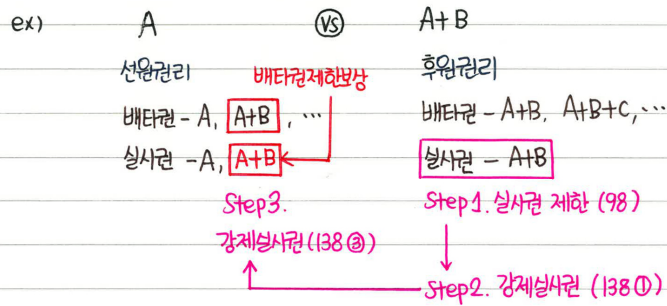 ex) A VS A+B
선원권리 배타권제한보상 후원권리
배타권 - A, A+B, ... 배타권 - A+B, A+B+C, ...
실시권 - A, A+B 실시권 - A+B
Step3. Step1. 실시권 제한 (98)
강제실시권(138③)
Step2. 강제실시권 (138①)